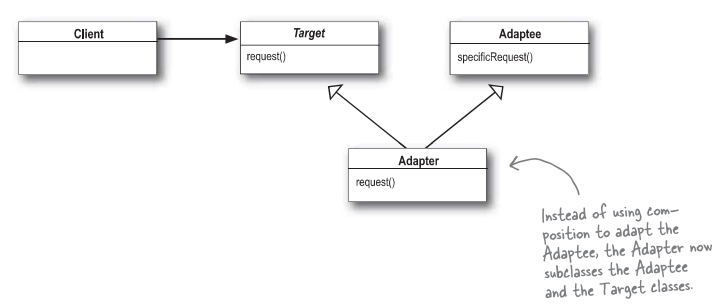 Client
Target
request()
Adaptee
specificRequest()
Adapter
request()
Instead of using com-
position to adapt the
Adaptee, the Adapter now
subclasses the Adaptee
and the Target classes.